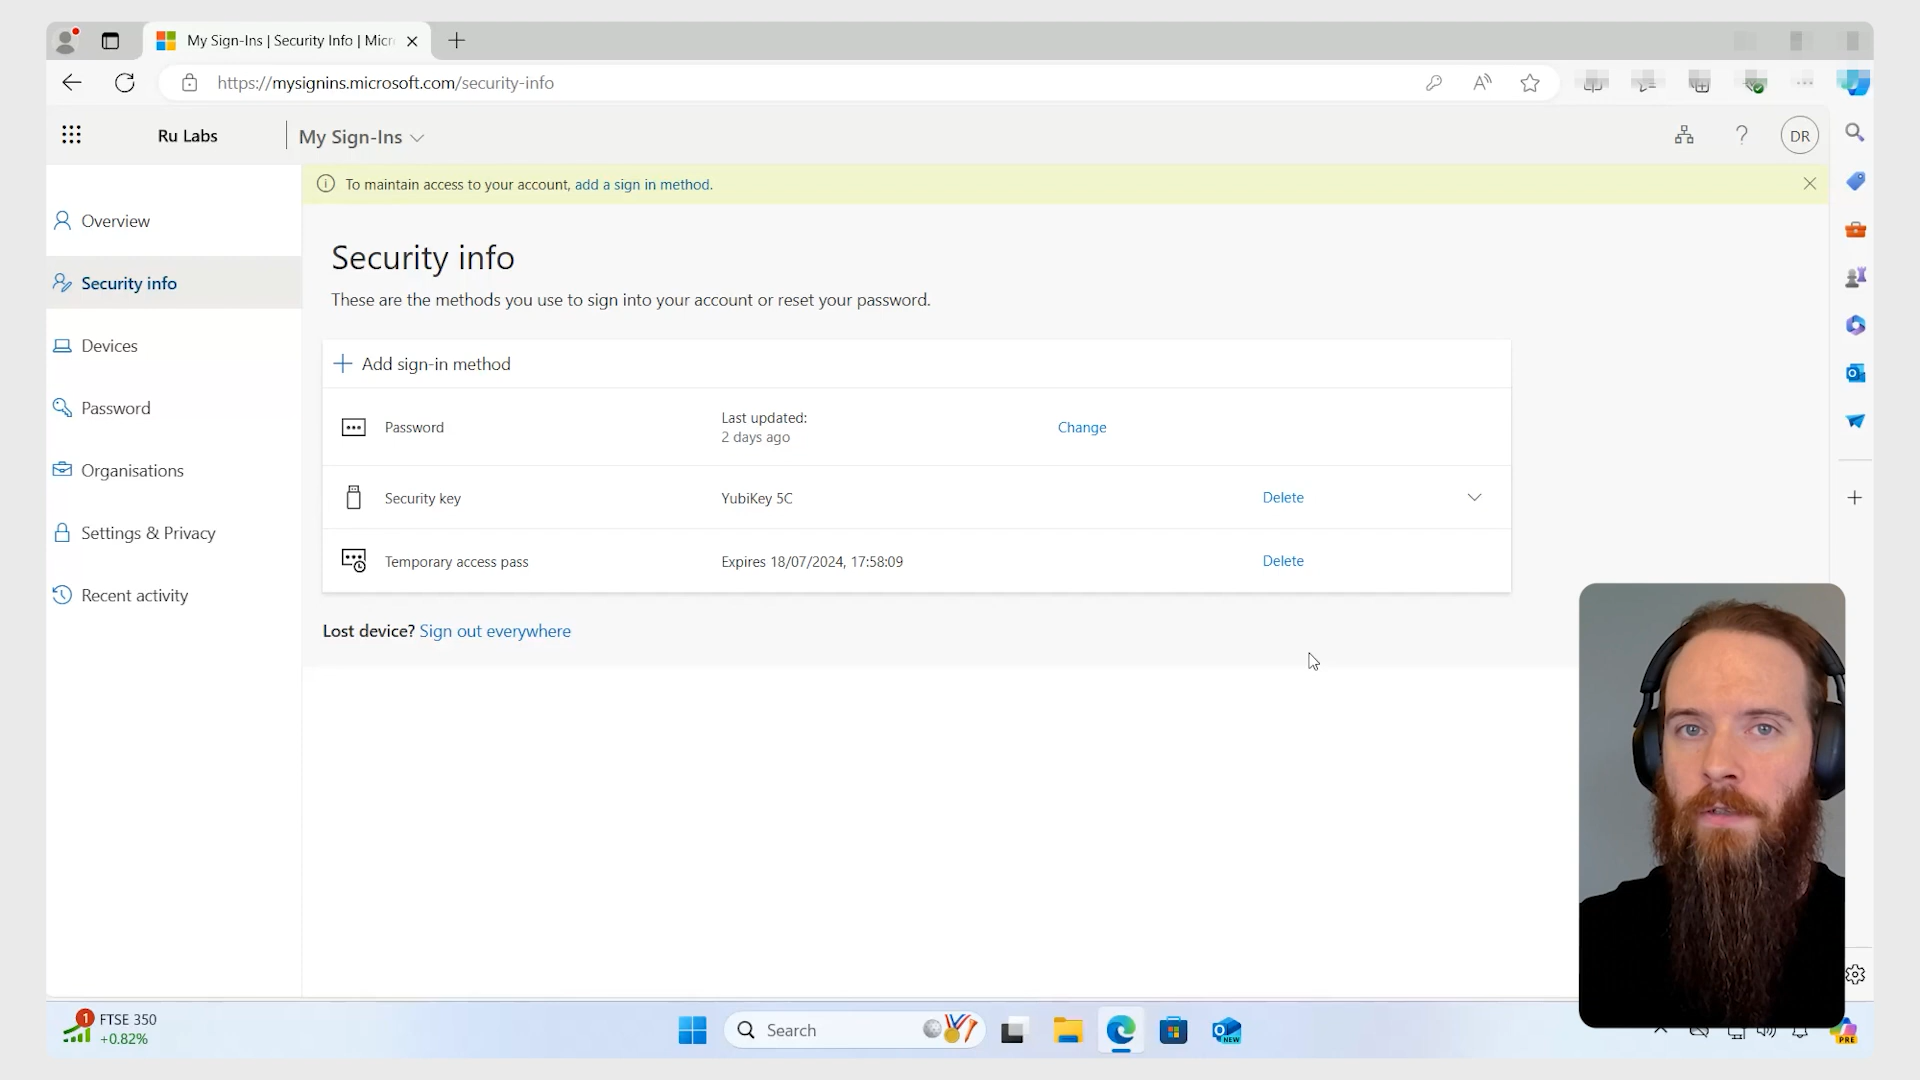 My Sign-Ins | Security Info | Micr
https://mysignins.microsoft.com/security-info
Ru Labs
My Sign-Ins
DR
To maintain access to your account, add a sign in method.
Overview
Security info
Devices
Password
Organisations
Settings & Privacy
Recent activity
Security info
These are the methods you use to sign into your account or reset your password.
Add sign-in method
Password
Last updated:
2 days ago
Change
Security key
YubiKey 5C
Delete
Temporary access pass
Expires 18/07/2024, 17:58:09
Delete
Lost device? Sign out everywhere
1
FTSE 350
+0.82%
Search
NEW
PRE